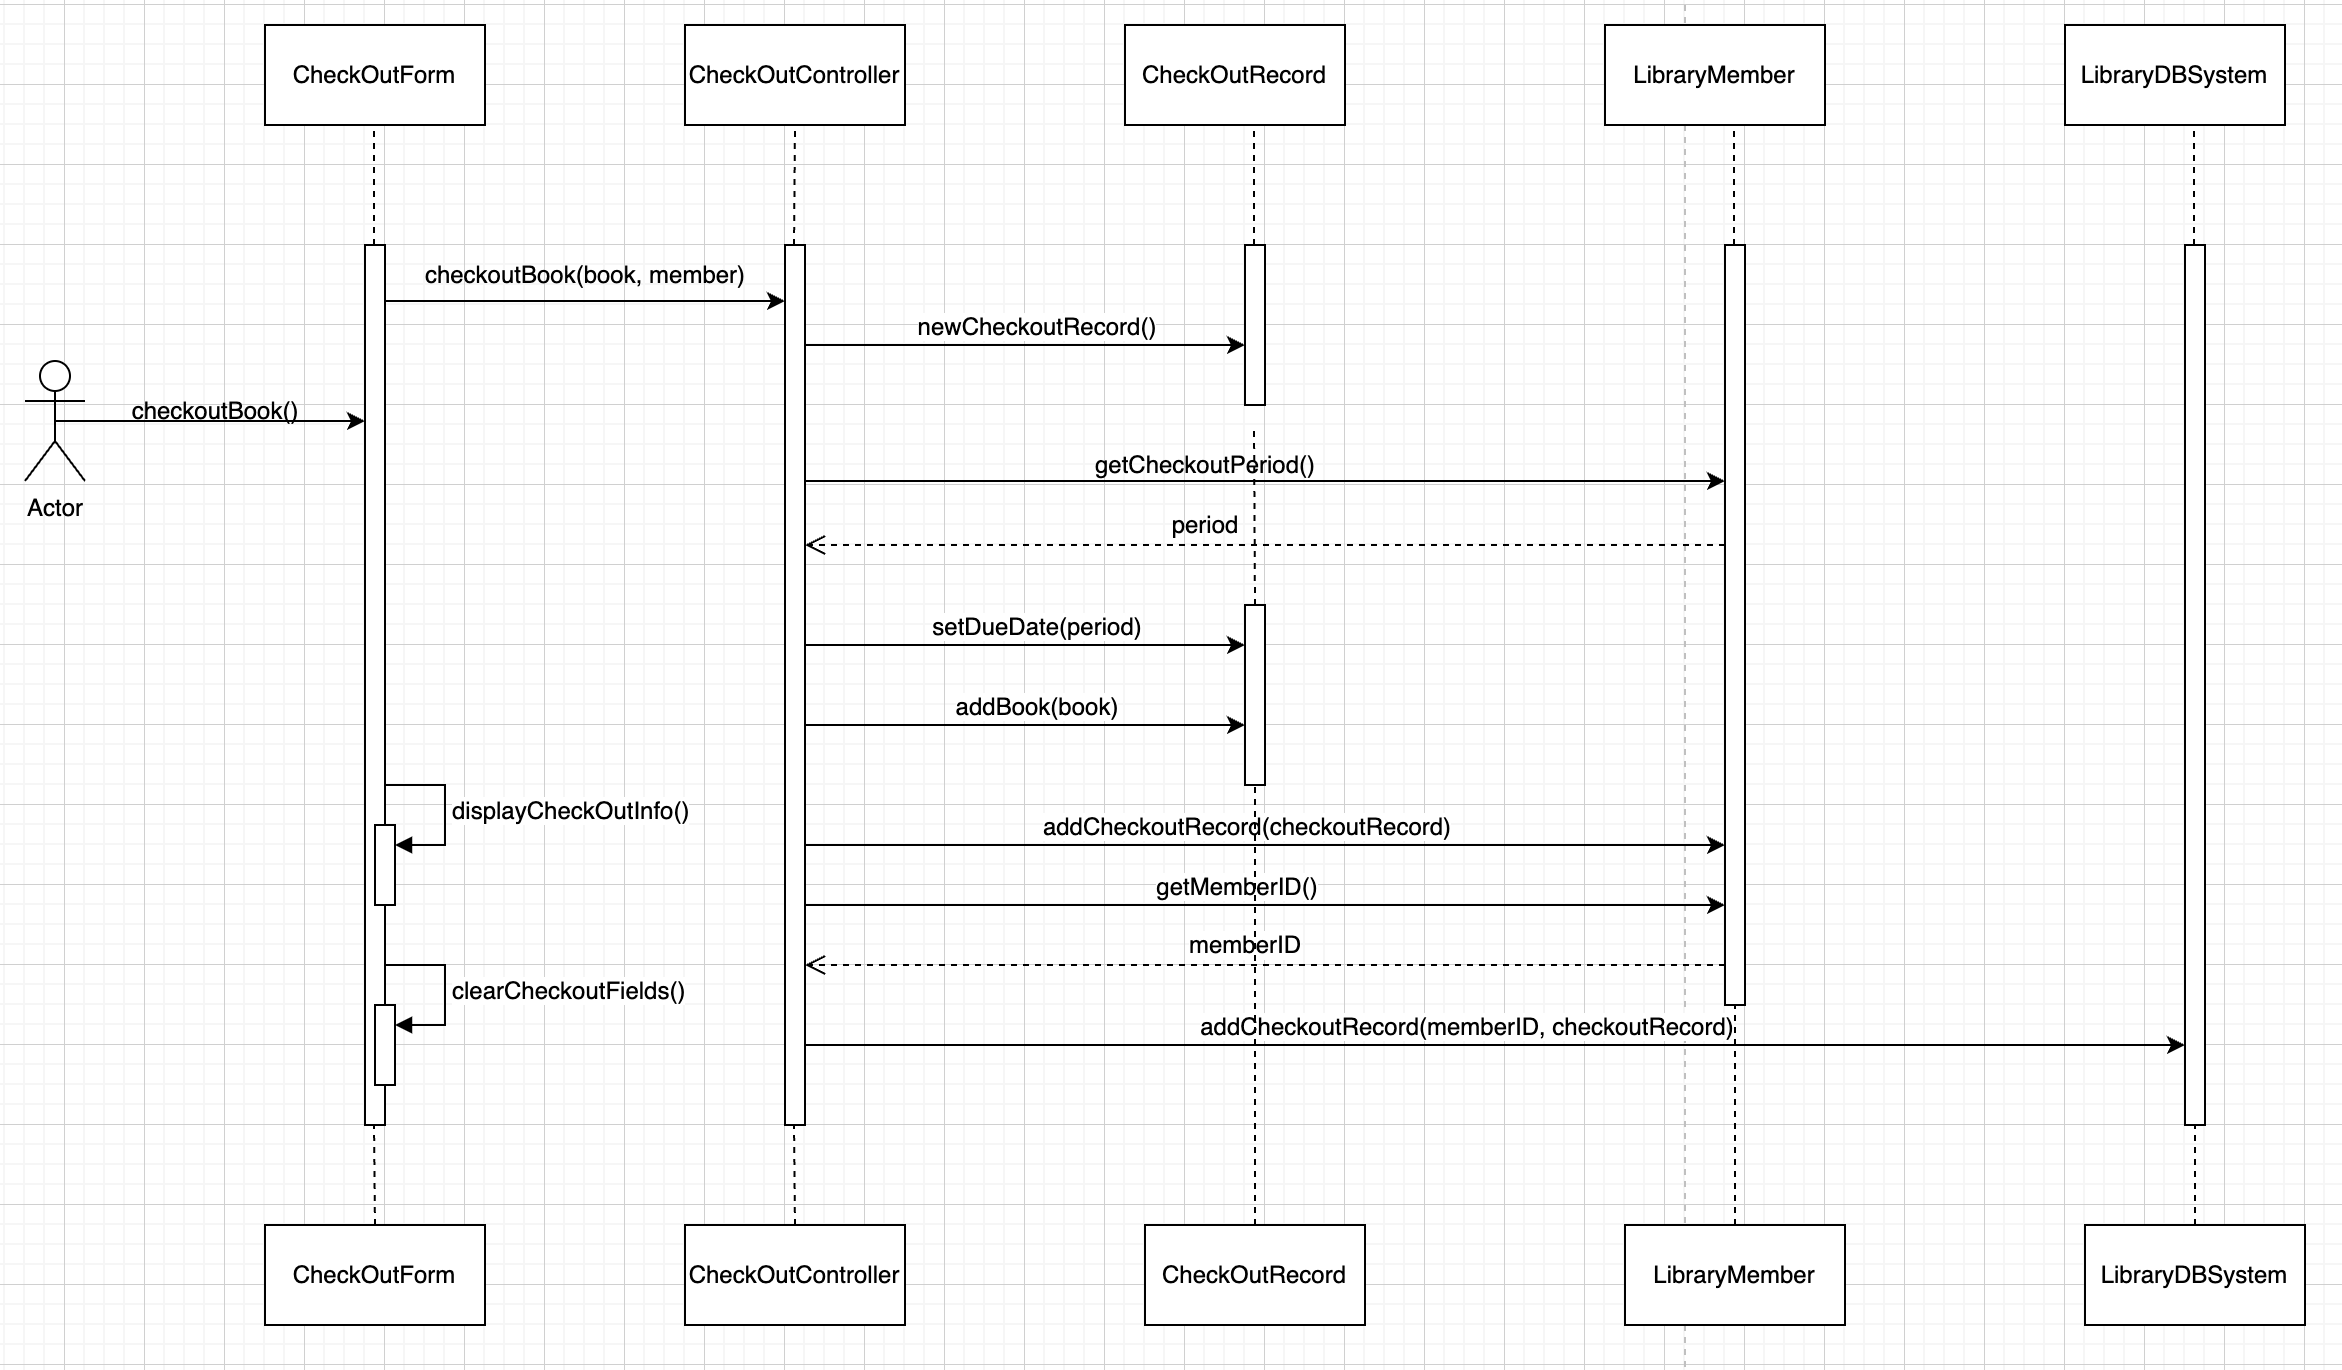 CheckOutForm
CheckOutController
CheckOutRecord
LibraryMember
LibraryDBSystem
checkoutBook(book, member)
newCheckoutRecord()
checkoutBook()
getCheckoutPeriod()
Actor
period
setDueDate(period)
addBook(book)
displayCheckOutInfo()
addCheckoutRecord(checkoutRecord)
getMemberID()
memberID
clearCheckoutFields()
addCheckoutRecord(memberID, checkoutRecord)
CheckOutForm
CheckOutController
CheckOutRecord
LibraryMember
LibraryDBSystem